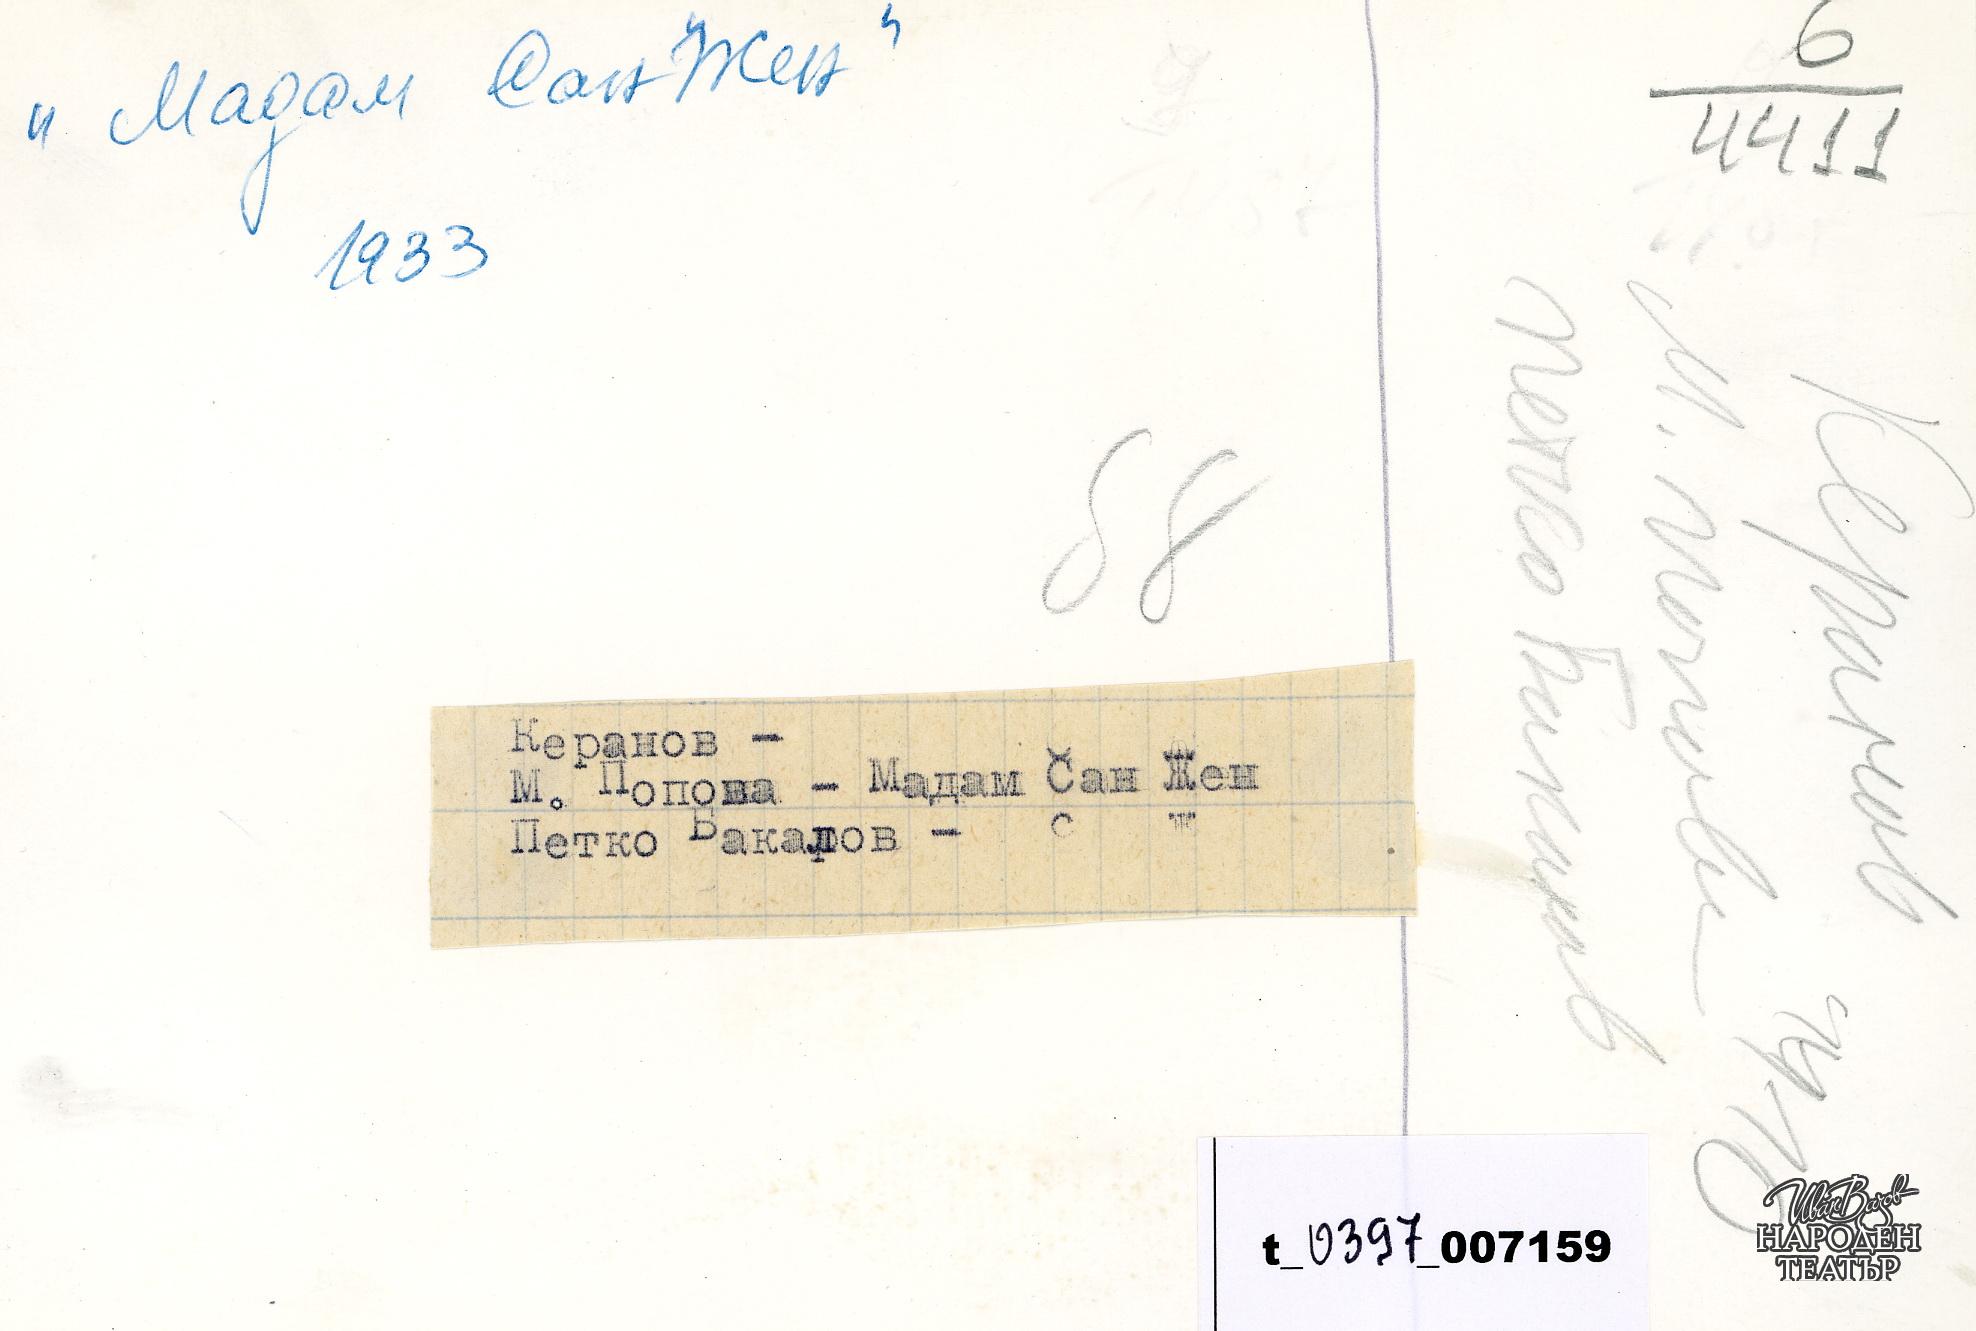 „Мадам Сан Жен"
1933
6
4411
88
Керанов -
М. Попова - Мадам Сан Жен
Петко Бакалов - с ж
Керанов
М. Попова
Петко Бакалов
t_0397_007159
Иван Вазов
НАРОДЕН
ТЕАТЪР